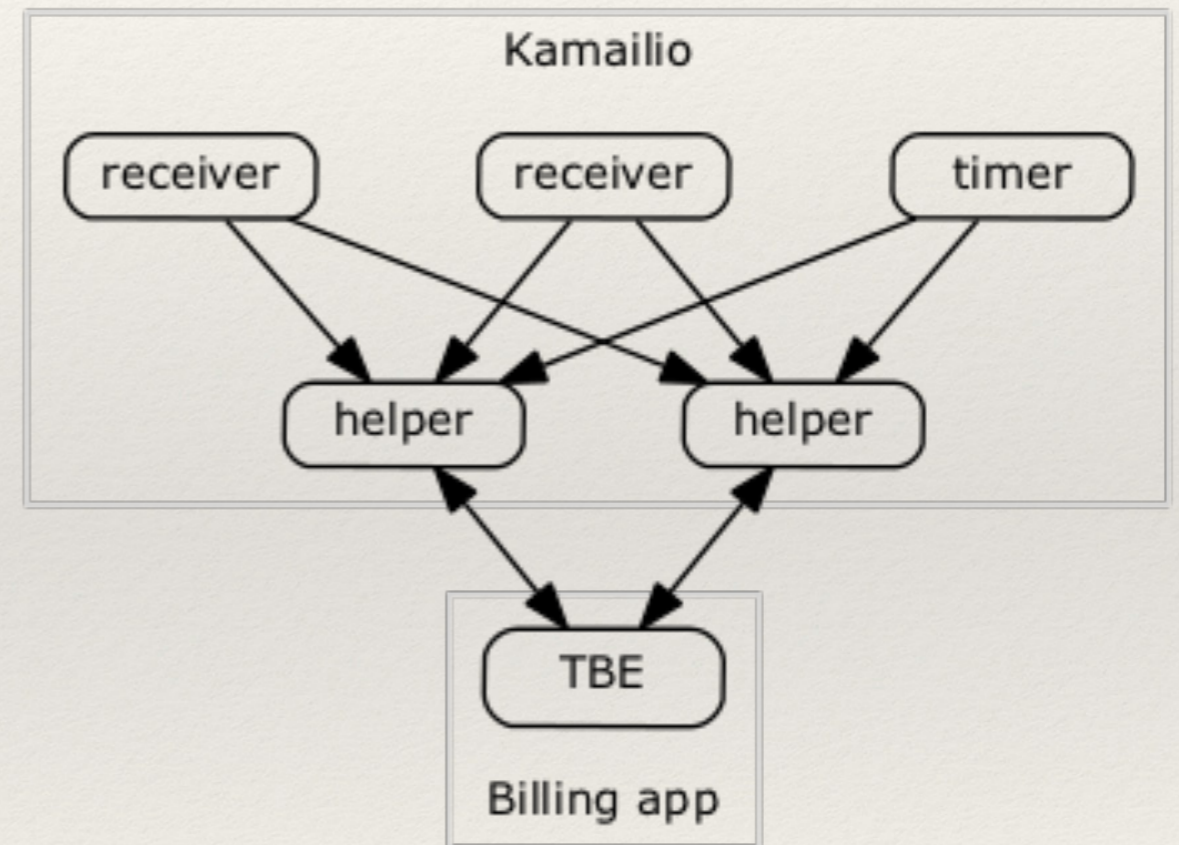 Kamailio
receiver
receiver
timer
helper
helper
TBE
Billing app